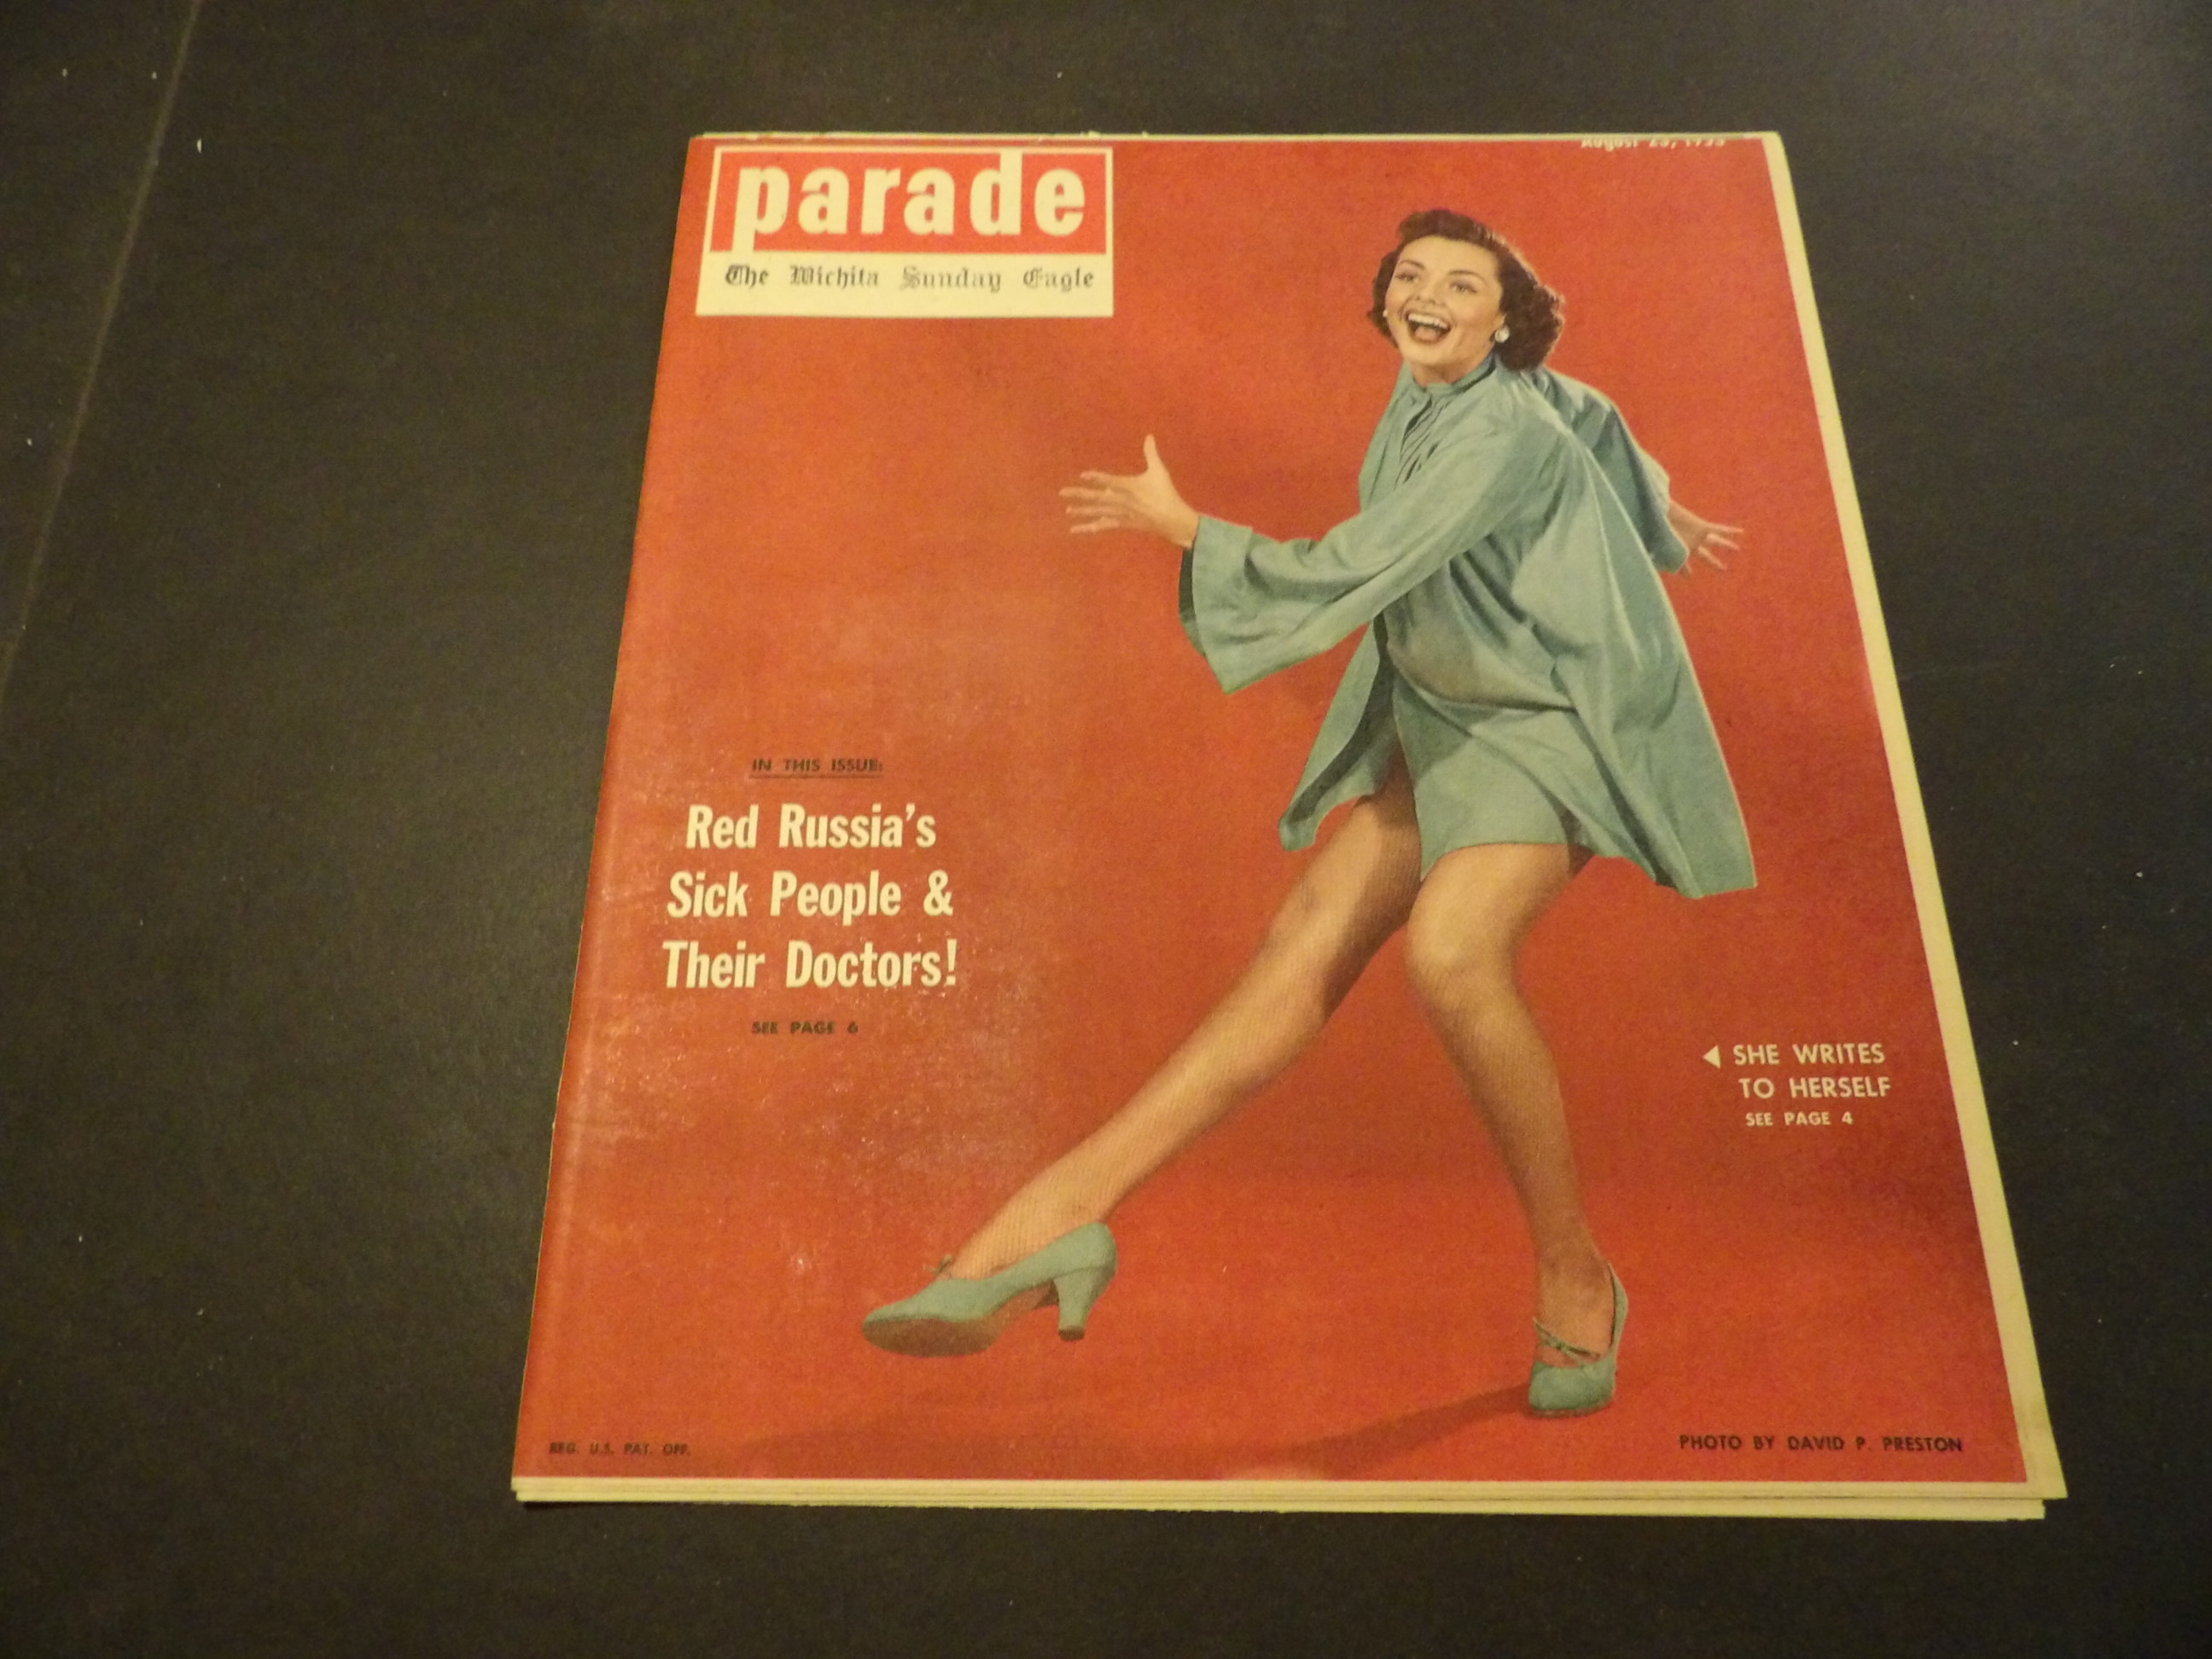 parade
The Wichita Sunday Eagle
August
IN THIS ISSUE:
Red Russia's
Sick People &
Their Doctors!
SEE PAGE 6
◀ SHE WRITES
TO HERSELF
SEE PAGE 4
REG. U.S. PAT. OFF.
PHOTO BY DAVID P. PRESTON